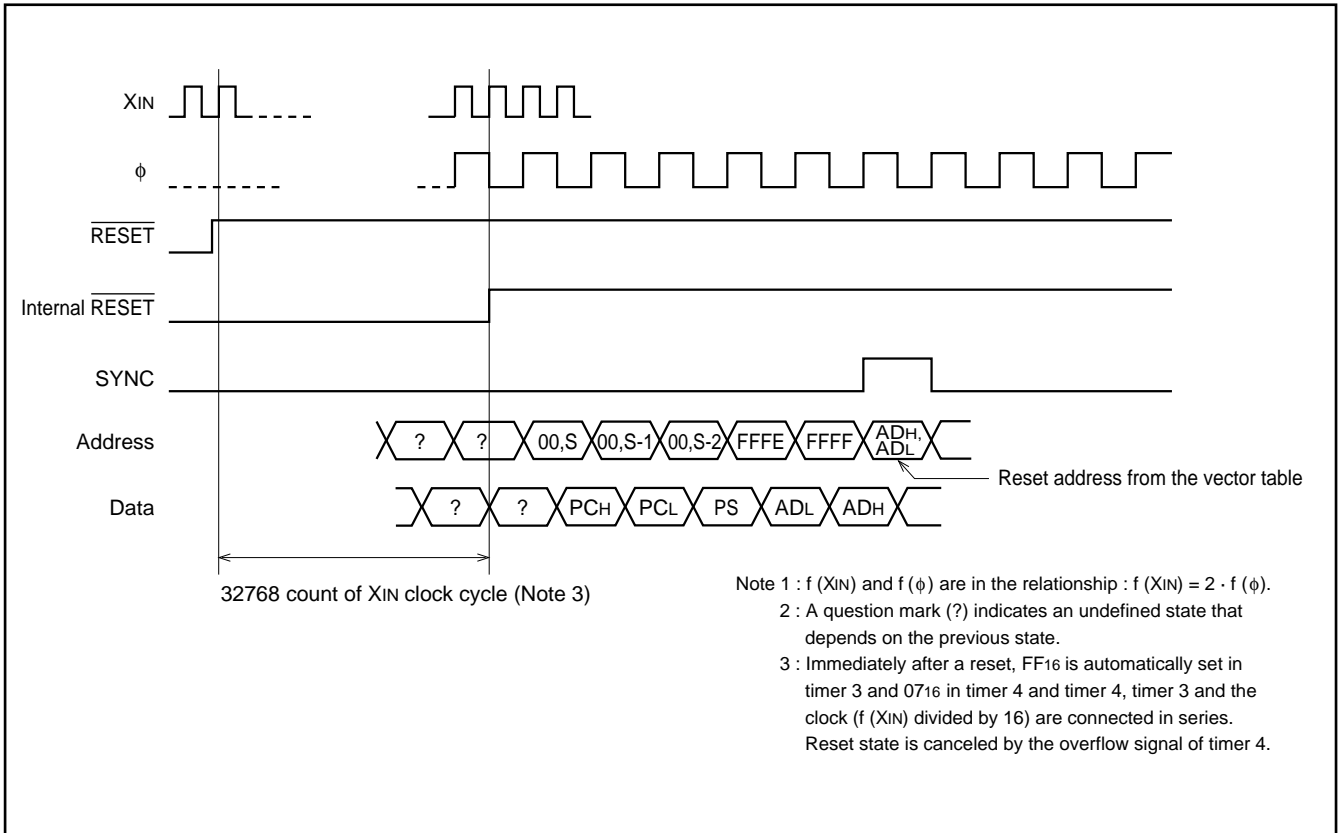 XIN
ϕ
RESET
Internal RESET
SYNC
Address
? ? 00,S 00,S-1 00,S-2 FFFE FFFF ADH, ADL
Reset address from the vector table
Data
? ? PCH PCL PS ADL ADH
32768 count of XIN clock cycle (Note 3)
Note 1 : f (XIN) and f (ϕ) are in the relationship : f (XIN) = 2 · f (ϕ).
2 : A question mark (?) indicates an undefined state that
depends on the previous state.
3 : Immediately after a reset, FF16 is automatically set in
timer 3 and 0716 in timer 4 and timer 4, timer 3 and the
clock (f (XIN) divided by 16) are connected in series.
Reset state is canceled by the overflow signal of timer 4.